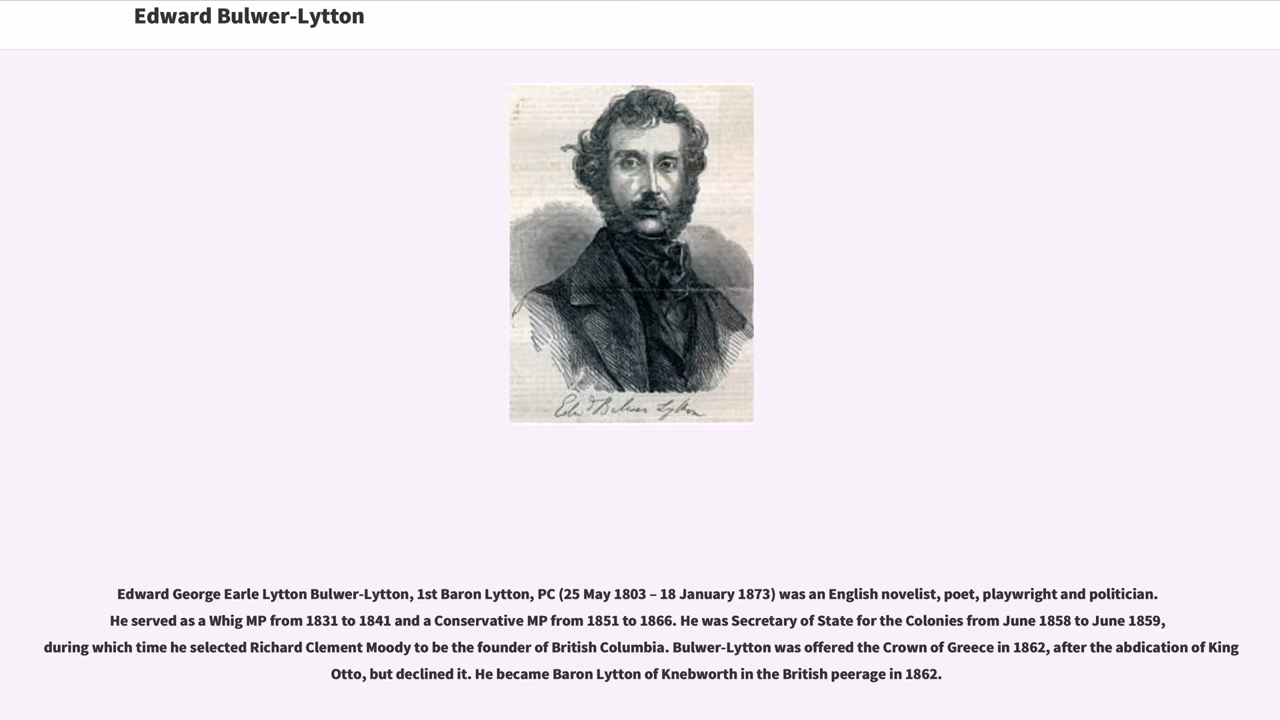 Edward Bulwer-Lytton
Edwd Bulwer Lytton
Edward George Earle Lytton Bulwer-Lytton, 1st Baron Lytton, PC (25 May 1803 – 18 January 1873) was an English novelist, poet, playwright and politician.
He served as a Whig MP from 1831 to 1841 and a Conservative MP from 1851 to 1866. He was Secretary of State for the Colonies from June 1858 to June 1859,
during which time he selected Richard Clement Moody to be the founder of British Columbia. Bulwer-Lytton was offered the Crown of Greece in 1862, after the abdication of King
Otto, but declined it. He became Baron Lytton of Knebworth in the British peerage in 1862.